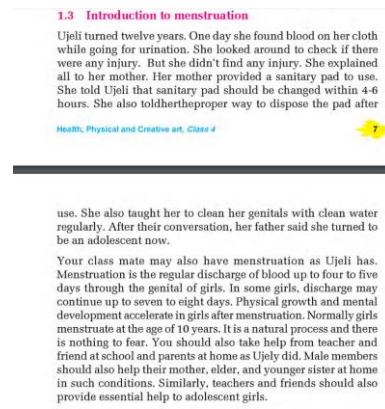 1.3 Introduction to menstruation
Ujeli turned twelve years. One day she found blood on her cloth
while going for urination. She looked around to check if there
were any injury. But she didn't find any injury. She explained
all to her mother. Her mother provided a sanitary pad to use.
She told Ujeli that sanitary pad should be changed within 4-6
hours. She also toldhertheproper way to dispose the pad after
Health, Physical and Creative art, Class 4
7
use. She also taught her to clean her genitals with clean water
regularly. After their conversation, her father said she turned to
be an adolescent now.
Your class mate may also have menstruation as Ujeli has.
Menstruation is the regular discharge of blood up to four to five
days through the genital of girls. In some girls, discharge may
continue up to seven to eight days. Physical growth and mental
development accelerate in girls after menstruation. Normally girls
menstruate at the age of 10 years. It is a natural process and there
is nothing to fear. You should also take help from teacher and
friend at school and parents at home as Ujely did. Male members
should also help their mother, elder, and younger sister at home
in such conditions. Similarly, teachers and friends should also
provide essential help to adolescent girls.